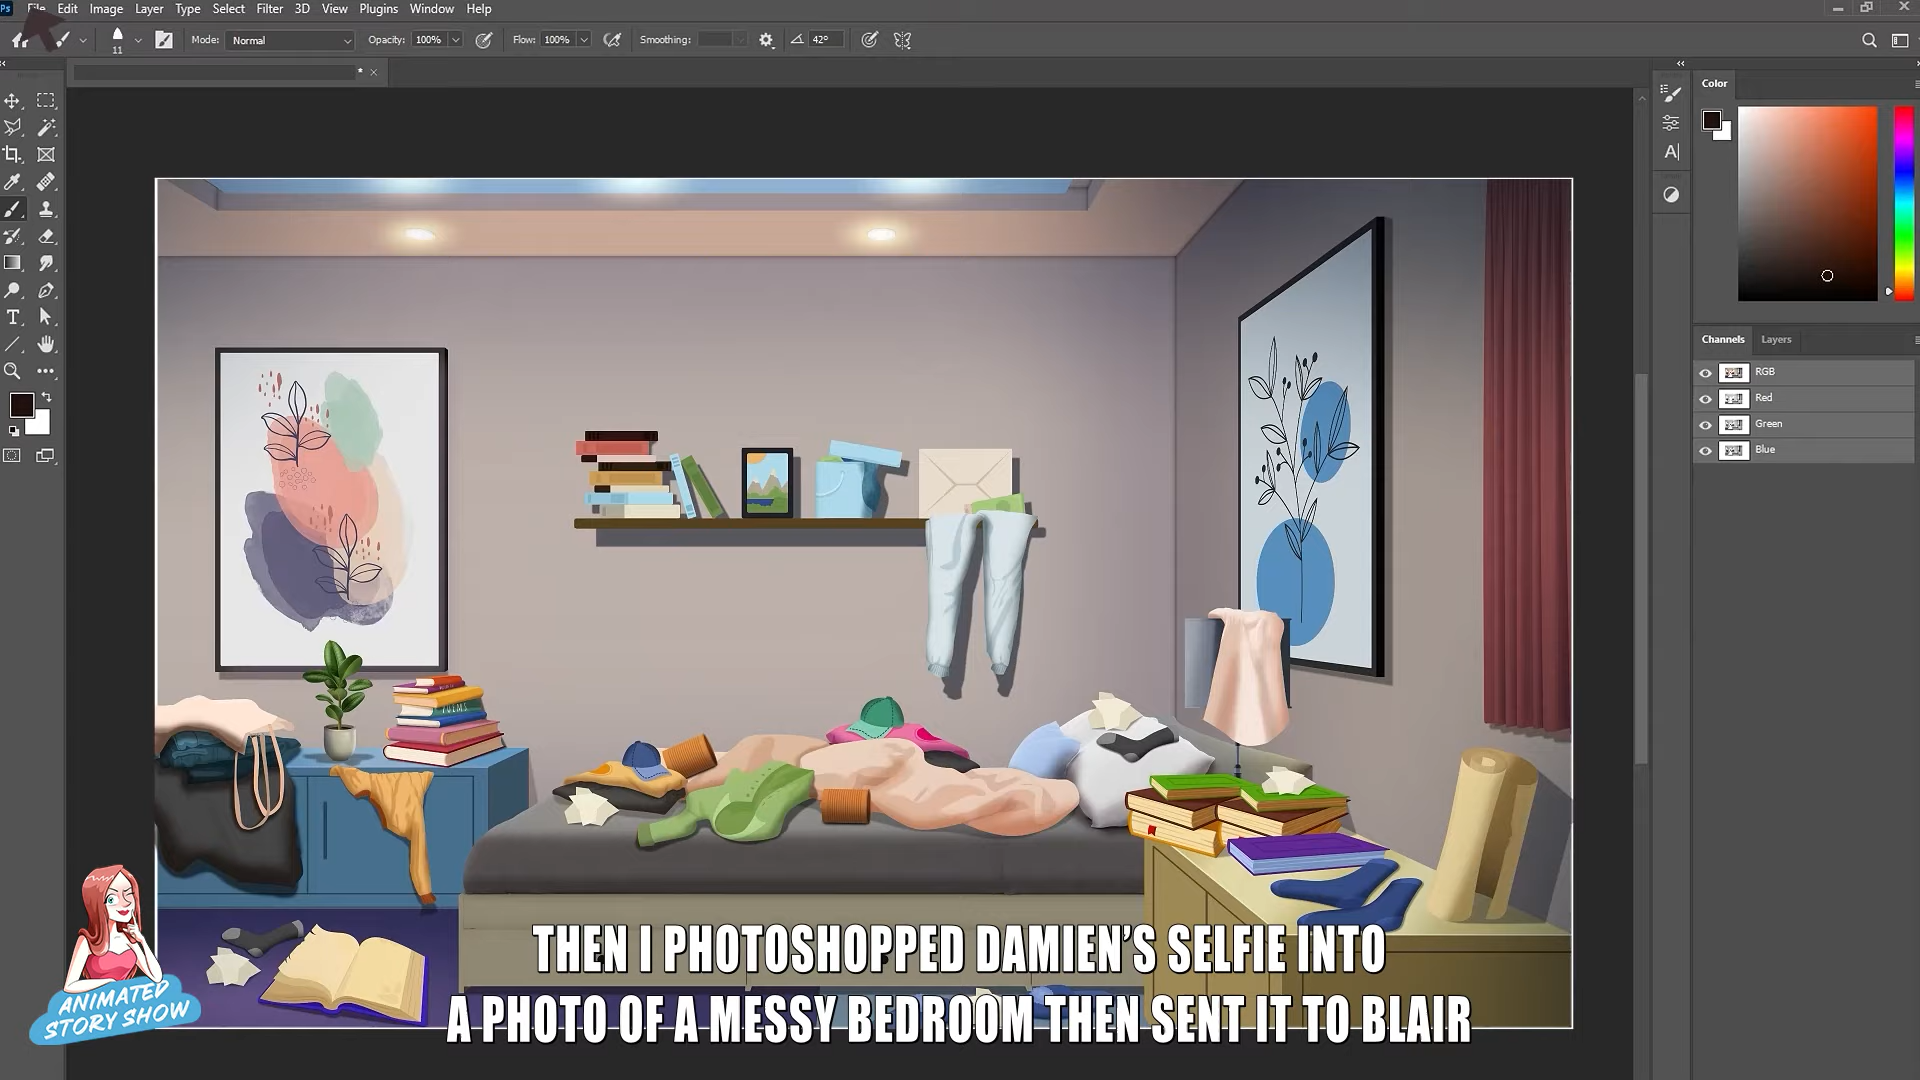 Ps File Edit Image Layer Type Select Filter 3D View Plugins Window Help
11 Mode: Normal Opacity: 100% Flow: 100% Smoothing: 42°
* ×
Color
A
Channels Layers
RGB
Red
Green
Blue
T
THEN I PHOTOSHOPPED DAMIEN'S SELFIE INTO
A PHOTO OF A MESSY BEDROOM THEN SENT IT TO BLAIR
ANIMATED
STORY SHOW